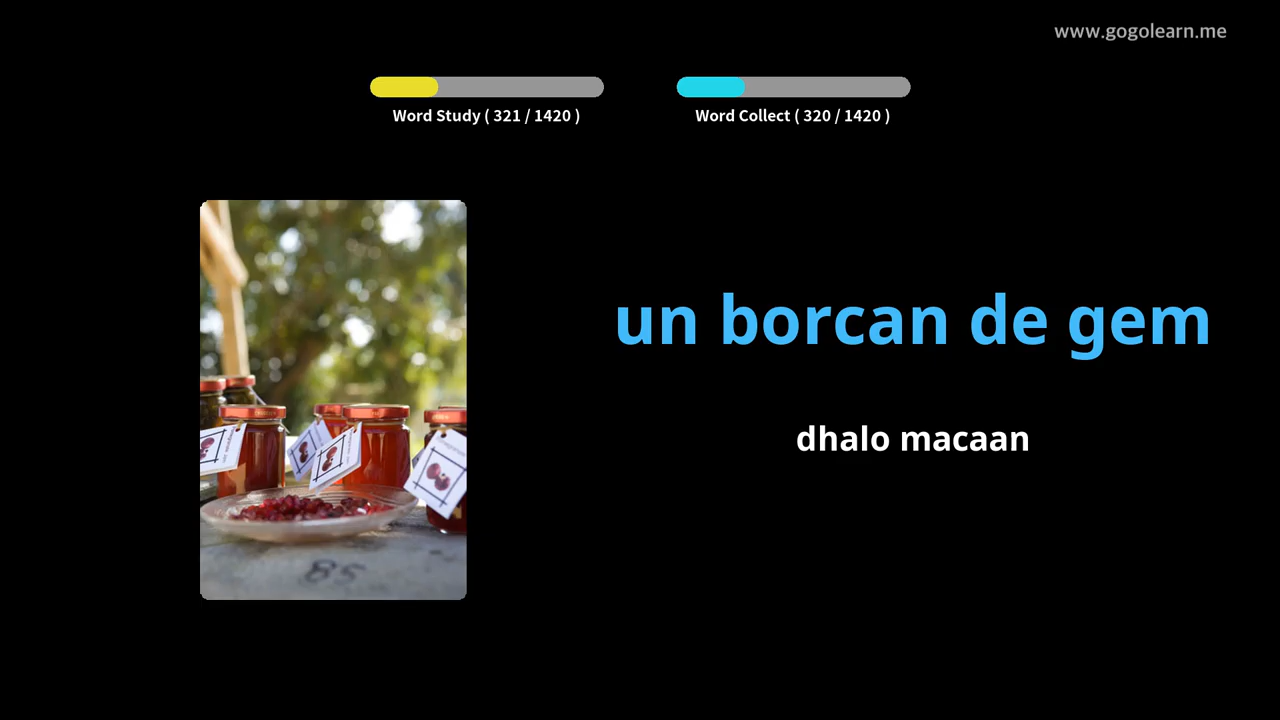 www.gogolearn.me
Word Study ( 321 / 1420 )
Word Collect ( 320 / 1420 )
un borcan de gem
dhalo macaan
85